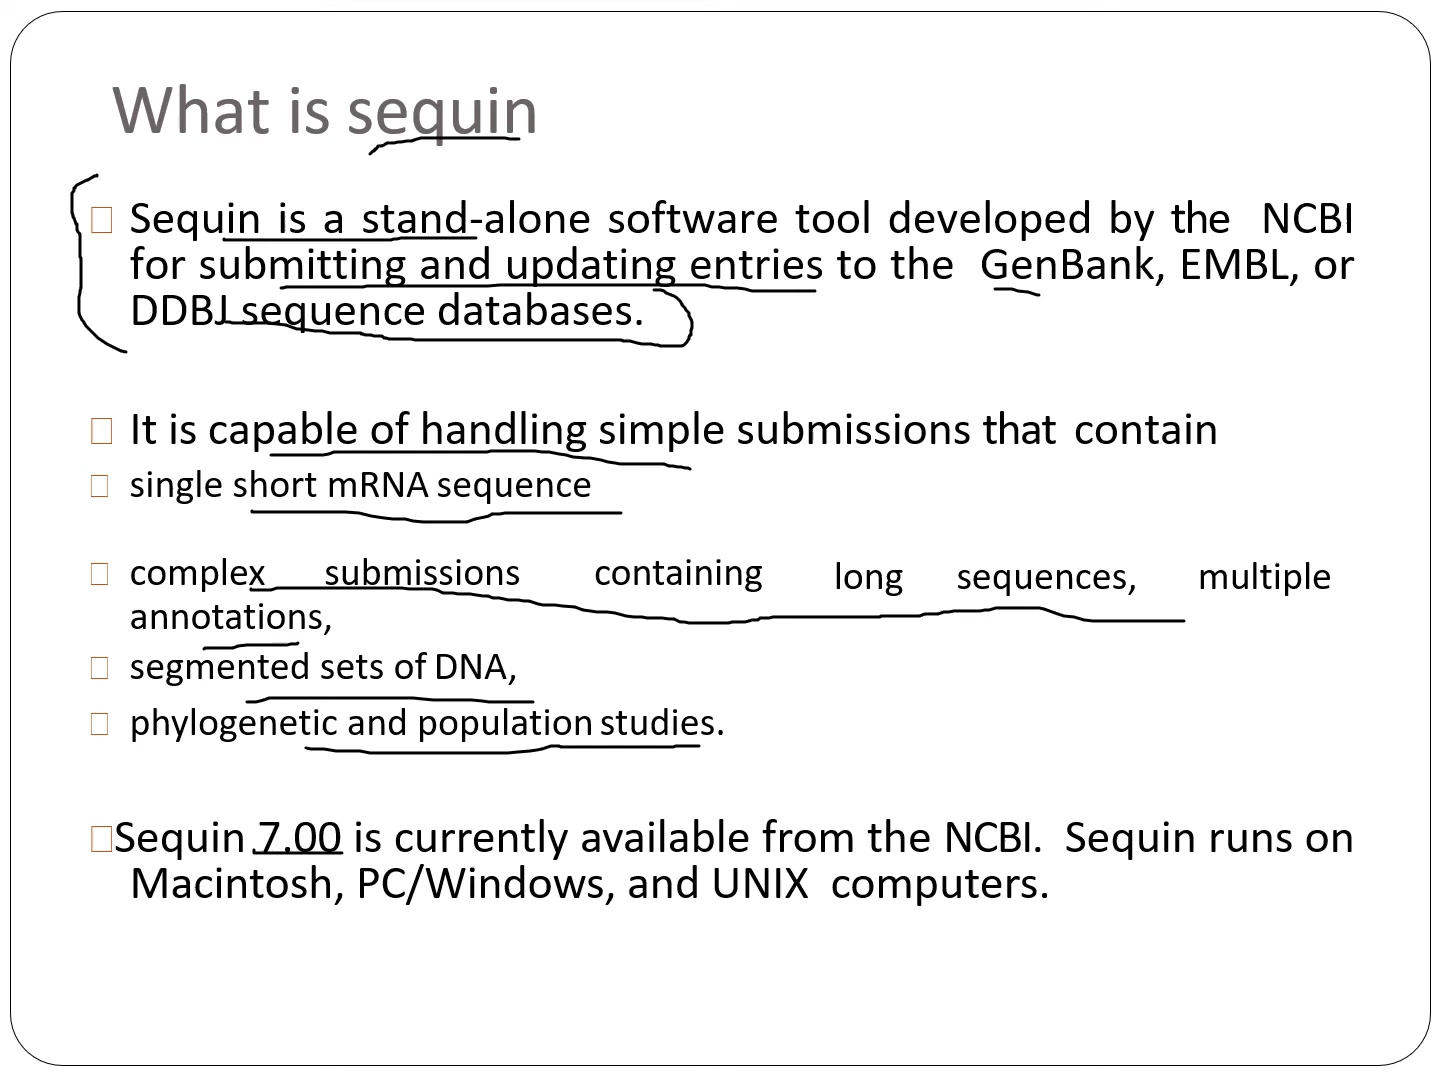 What is sequin
Sequin is a stand-alone software tool developed by the NCBI
for submitting and updating entries to the GenBank, EMBL, or
DDBJ sequence databases.
It is capable of handling simple submissions that contain
single short mRNA sequence
complex submissions containing long sequences, multiple
annotations,
segmented sets of DNA,
phylogenetic and population studies.
Sequin 7.00 is currently available from the NCBI. Sequin runs on
Macintosh, PC/Windows, and UNIX computers.